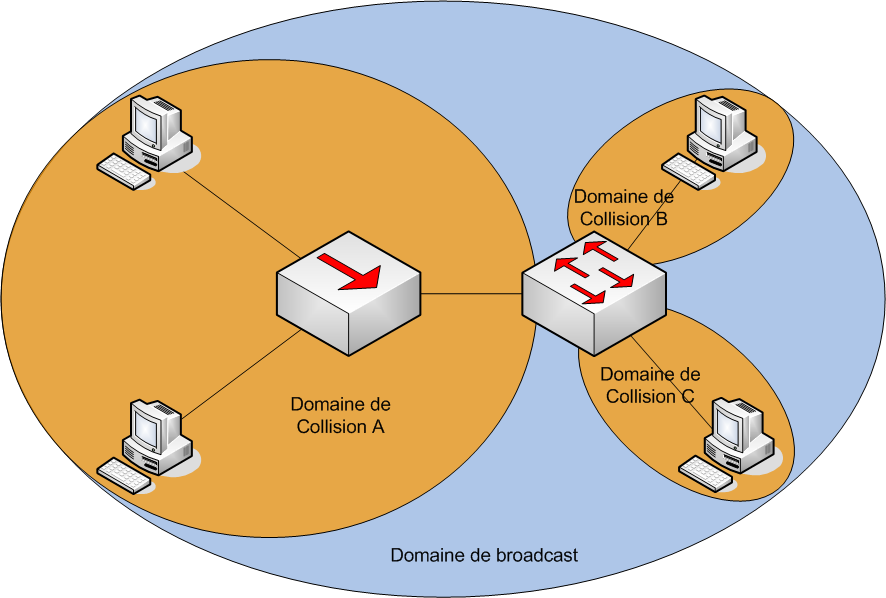 Domaine de
Collision B
Domaine de
Collision C
Domaine de
Collision A
Domaine de broadcast